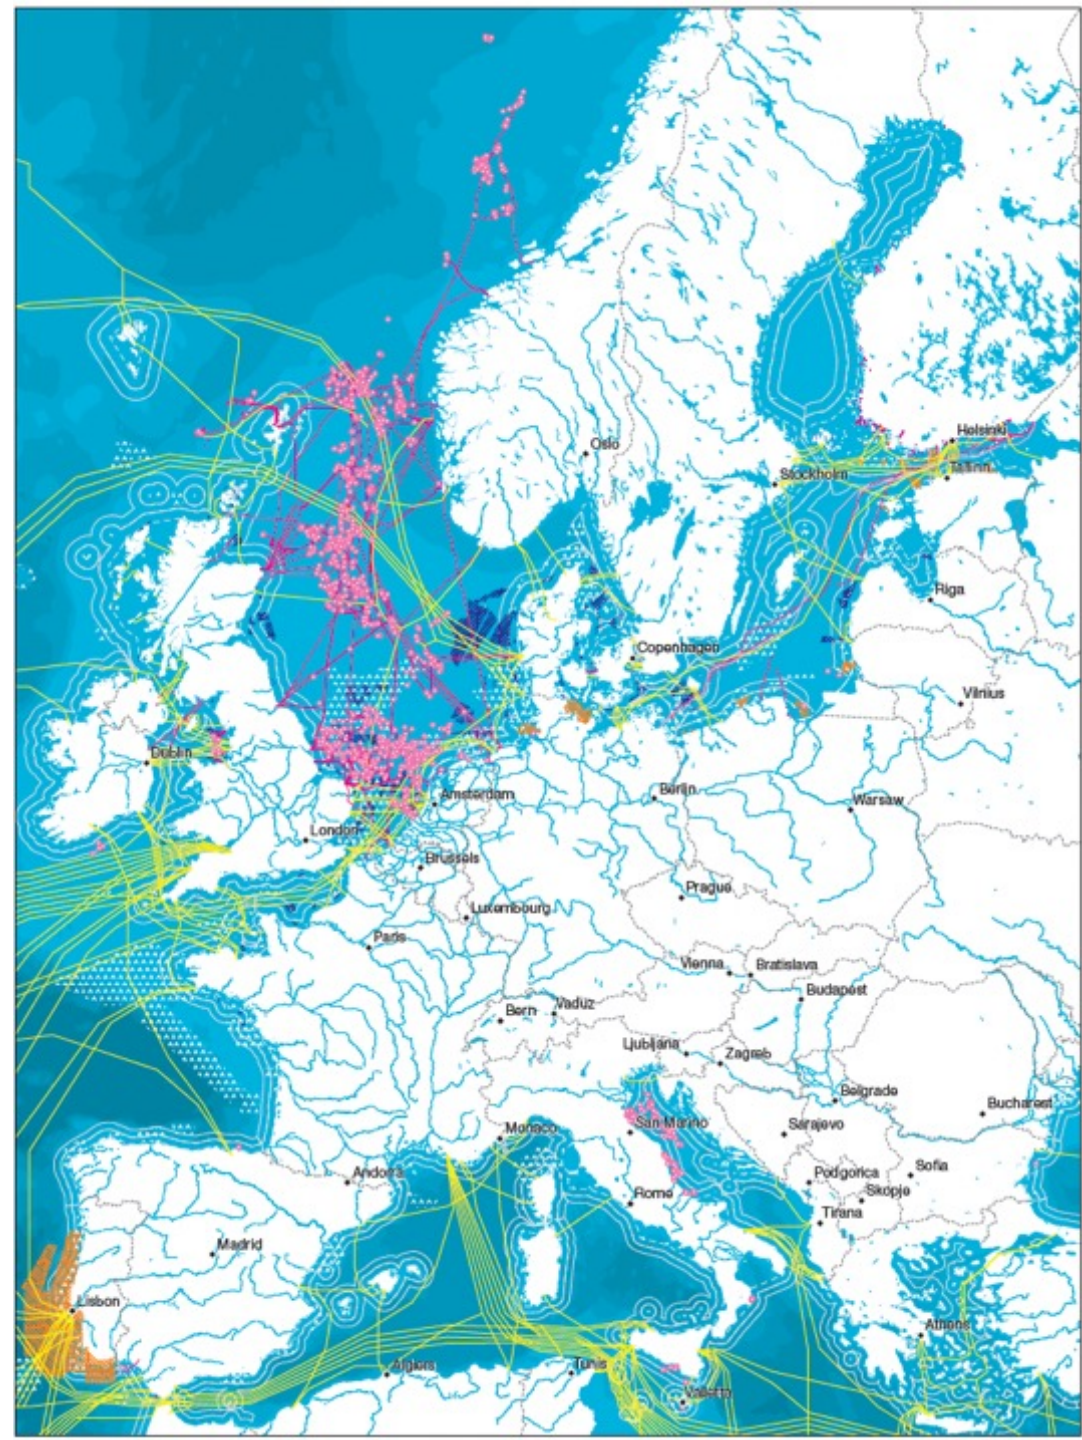 Oslo
Helsinki
Tallinn
Stockholm
Riga
Copenhagen
Vilnius
Dublin
Amsterdam
Berlin
Warsaw
London
Brussels
Prague
Luxembourg
Paris
Vienna
Bratislava
Budapest
Bern
Vaduz
Ljubljana
Zagreb
Belgrade
Bucharest
Monaco
San Marino
Sarajevo
Andorra
Podgorica
Sofia
Skopje
Rome
Tirana
Madrid
Lisbon
Athens
Algiers
Tunis
Valletta